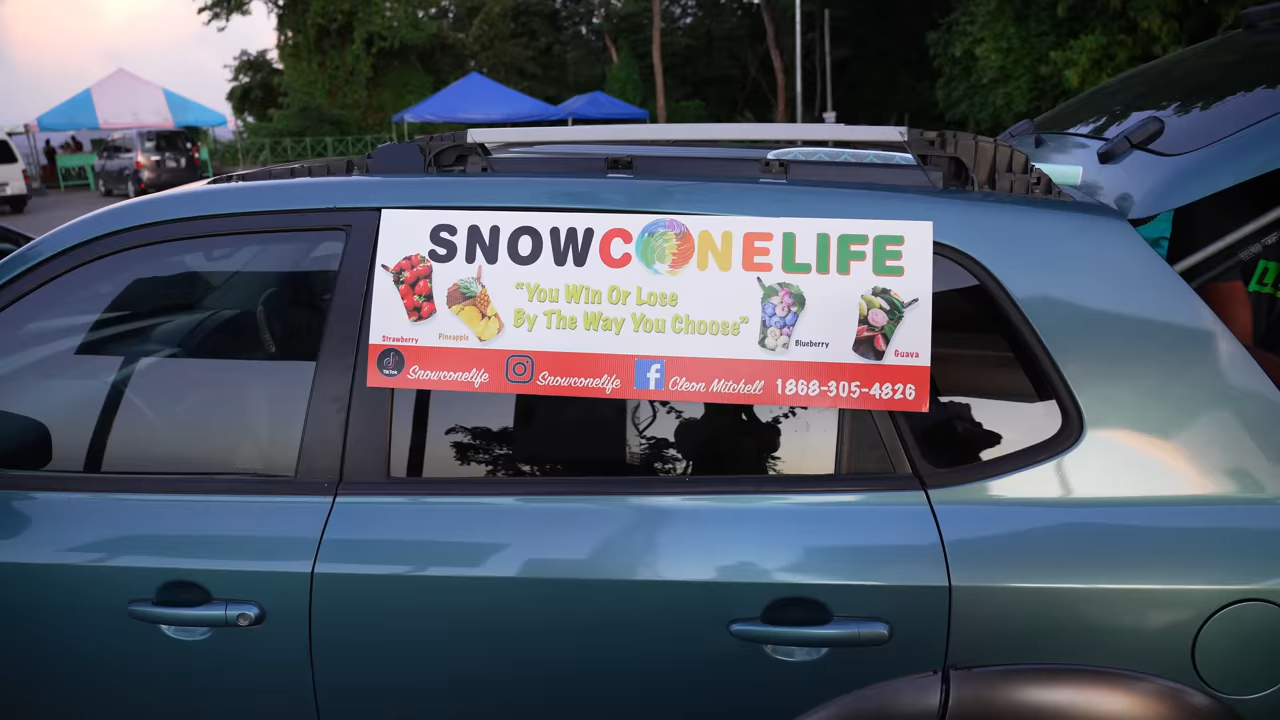 SNOWCONELIFE
"You Win Or Lose
By The Way You Choose"
Strawberry
Pineapple
Blueberry
Guava
TikTok
Snowconelife
Snowconelife
Cleon Mitchell
1868-305-4826